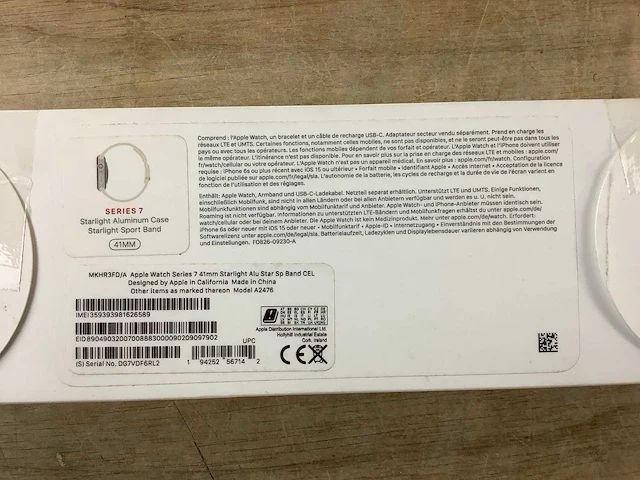 SERIES 7
Starlight Aluminum Case
Starlight Sport Band
41MM
Comprend : l'Apple Watch, un bracelet et un câble de recharge USB-C. Adaptateur secteur vendu séparément. Prend en charge les
réseaux LTE et UMTS. Certaines fonctions, notamment celles mobiles, ne sont pas disponibles, et ne le seront peut-être pas dans tous les
pays ou avec tous les opérateurs. Les fonctions mobiles dépendent de vos forfait et opérateur. L'Apple Watch et l'iPhone doivent utiliser
le même opérateur. L'itinérance n'est pas disponible. Pour en savoir plus sur la prise en charge des réseaux LTE et mobiles : apple.com/
fr/watch/cellular ou votre opérateur. L'Apple Watch n'est pas un appareil médical. En savoir plus : apple.com/fr/watch. Configuration
requise : iPhone 6s ou plus récent avec iOS 15 ou ultérieur • Forfait mobile • Identifiant Apple • Accès internet • Acceptation de la licence
de logiciel publiée sur apple.com/fr/legal/sla. L'autonomie de la batterie, les cycles de recharge et la durée de vie de l'écran varient en
fonction de l'utilisation et des réglages.
Enthält: Apple Watch, Armband und USB-C-Ladekabel. Netzteil separat erhältlich. Unterstützt LTE und UMTS. Einige Funktionen,
einschließlich Mobilfunk, sind nicht in allen Ländern oder bei allen Anbietern verfügbar und werden es u. U. nicht sein.
Mobilfunkfunktionen sind abhängig von Mobilfunktarif und Anbieter. Apple Watch- und iPhone-Anbieter müssen identisch sein.
Roaming ist nicht verfügbar. Informationen zu unterstützten LTE-Bändern und Mobilfunk erhältst du auf apple.com/de/
watch/cellular oder bei deinem Anbieter. Die Apple Watch ist kein Medizinprodukt. Mehr auf apple.com/de/watch. Erfordert:
iPhone 6s oder neuer mit iOS 15 oder neuer • Mobilfunktarif • Apple-ID • Internetzugang • Einverständnis mit
Softwarelizenz unter apple.com/de/legal/sla. Batterielaufzeit, Ladezyklen und Displaylebensdauer variieren abhängig von Verwendung
und Einstellungen. FD826-09230-A
MKHR3FD/A Apple Watch Series 7 41mm Starlight Alu Star Sp Band CEL
Designed by Apple in California Made in China
Other items as marked thereon Model A2476
IMEI359393981626589
EID89049032007008883000090209097902
UPC
(S) Serial No. DG7VDF6RL2
1 94252 56714 2
Apple Distribution International Ltd.
Hollyhill Industrial Estate
Cork, Ireland
CE